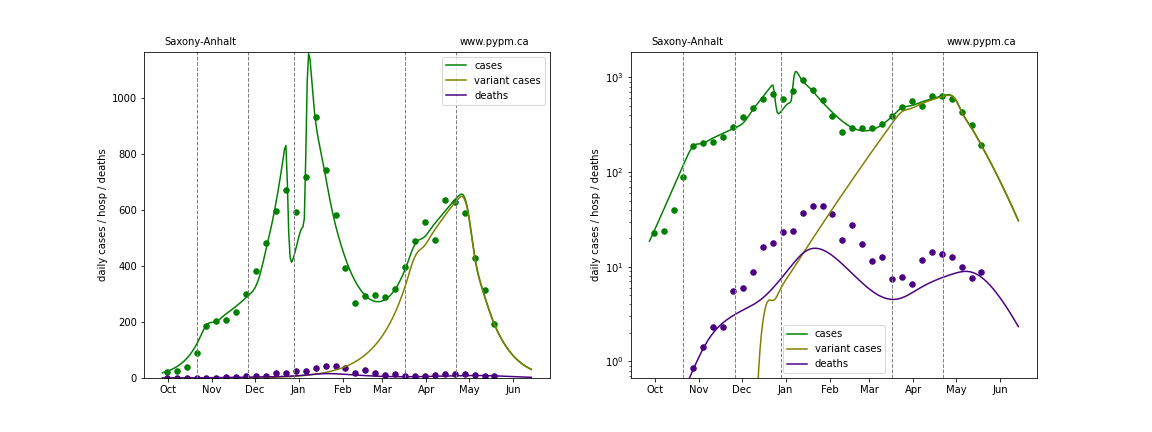 Saxony-Anhalt www.pypm.ca
cases
variant cases
deaths
daily cases / hosp / deaths
1000
800
600
400
200
0
Oct Nov Dec Jan Feb Mar Apr May Jun
Saxony-Anhalt www.pypm.ca
daily cases / hosp / deaths
10³
10²
10¹
10⁰
cases
variant cases
deaths
Oct Nov Dec Jan Feb Mar Apr May Jun